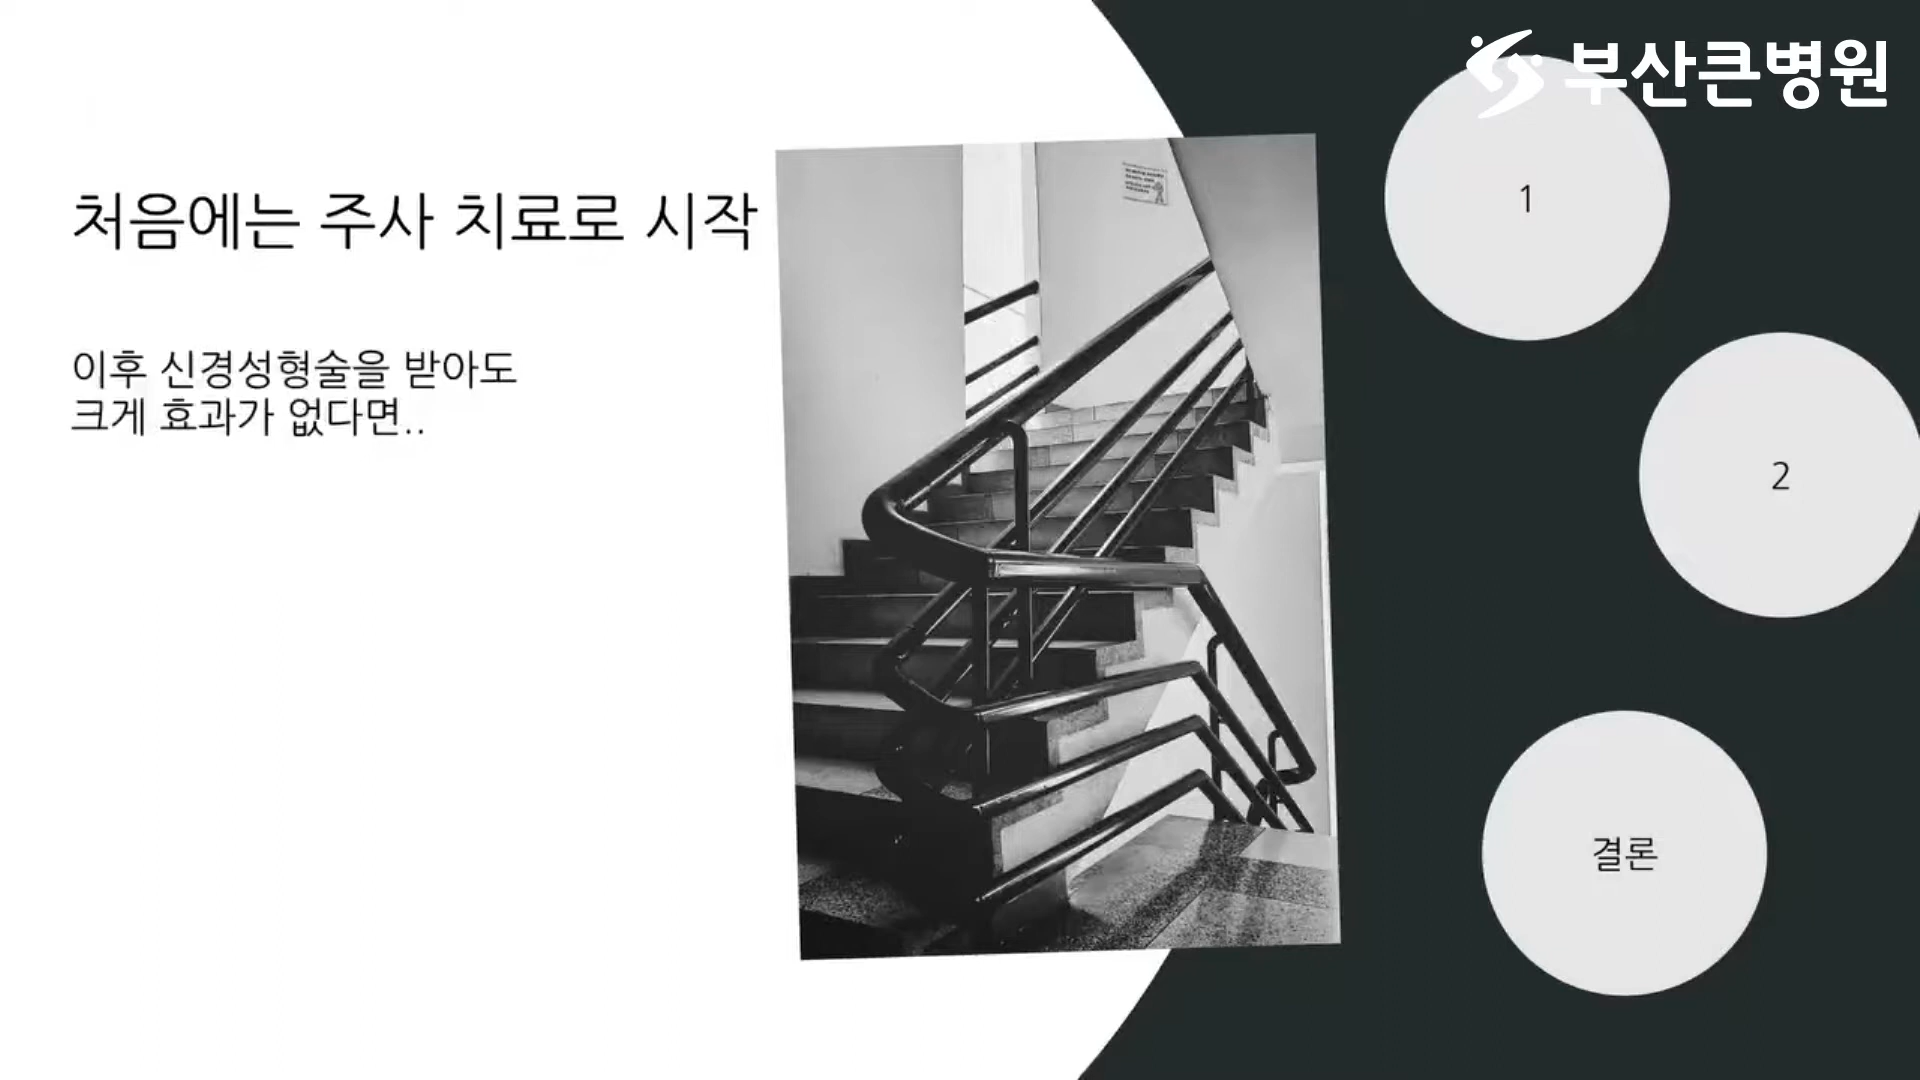 부산큰병원
처음에는 주사 치료로 시작
이후 신경성형술을 받아도
크게 효과가 없다면..
1
2
결론